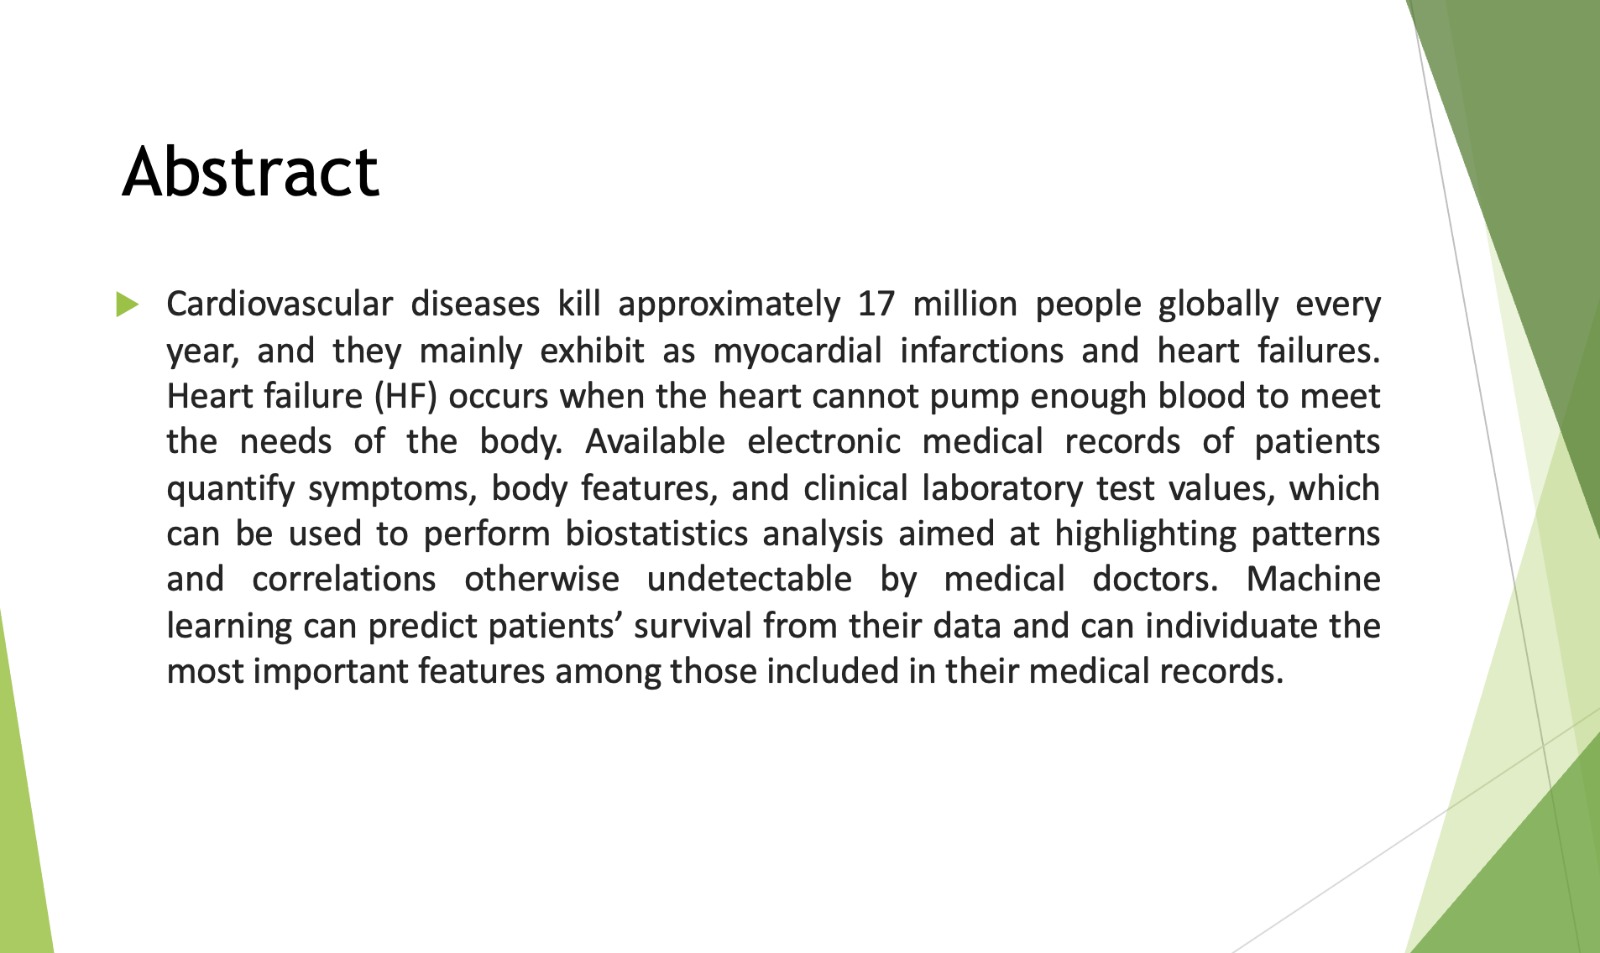 Abstract
Cardiovascular diseases kill approximately 17 million people globally every
year, and they mainly exhibit as myocardial infarctions and heart failures.
Heart failure (HF) occurs when the heart cannot pump enough blood to meet
the needs of the body. Available electronic medical records of patients
quantify symptoms, body features, and clinical laboratory test values, which
can be used to perform biostatistics analysis aimed at highlighting patterns
and correlations otherwise undetectable by medical doctors. Machine
learning can predict patients’ survival from their data and can individuate the
most important features among those included in their medical records.